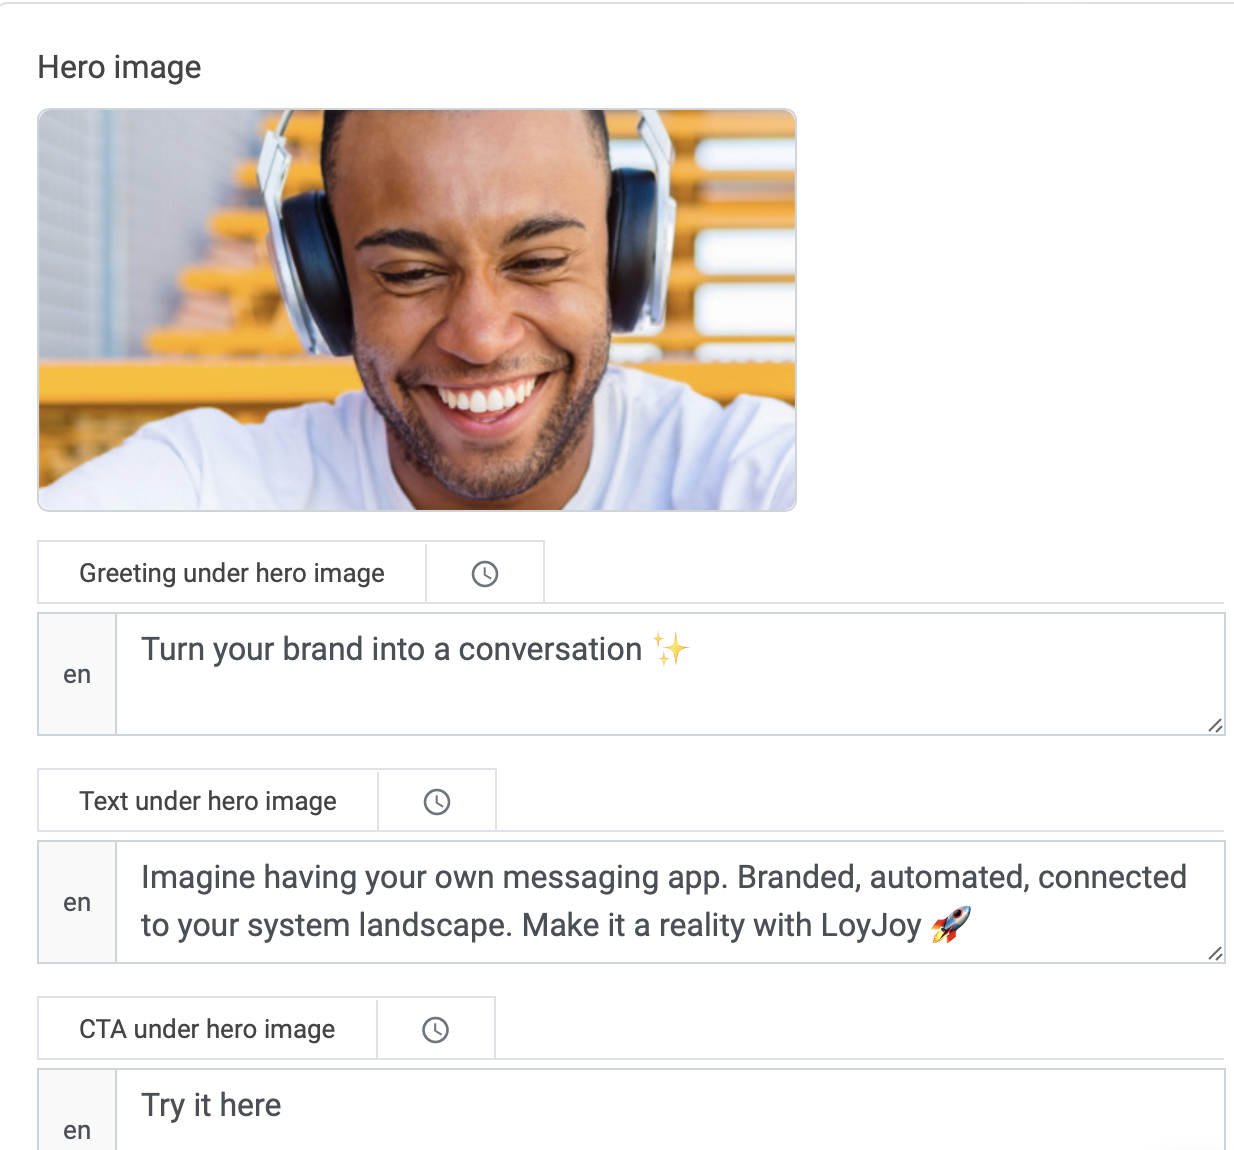 Hero image
Greeting under hero image
en
Turn your brand into a conversation ✨
Text under hero image
en
Imagine having your own messaging app. Branded, automated, connected
to your system landscape. Make it a reality with LoyJoy 🚀
CTA under hero image
en
Try it here